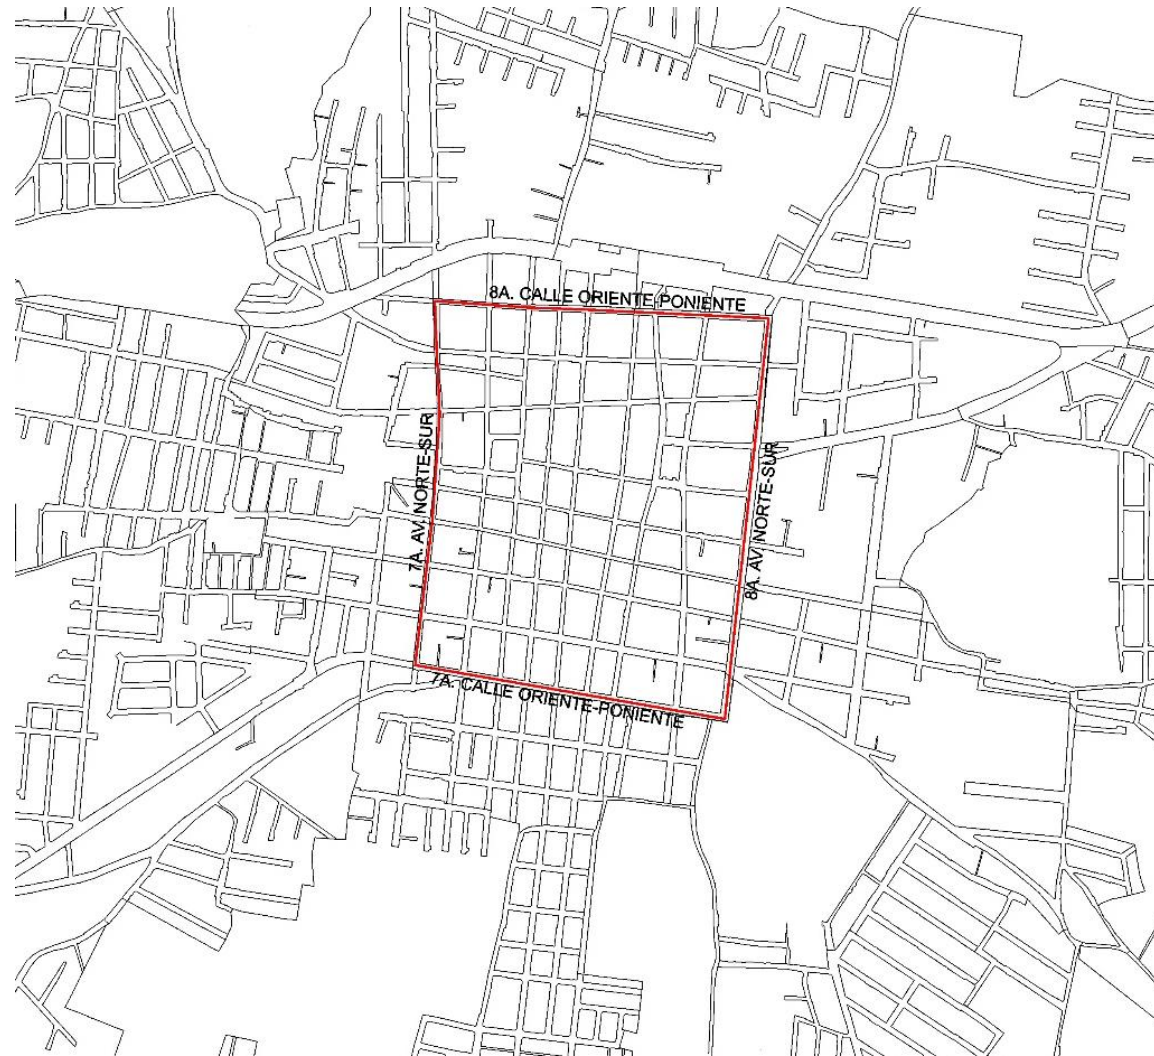 8A. CALLE ORIENTE-PONIENTE
7A. AV. NORTE-SUR
8A. AV. NORTE-SUR
7A. CALLE ORIENTE-PONIENTE